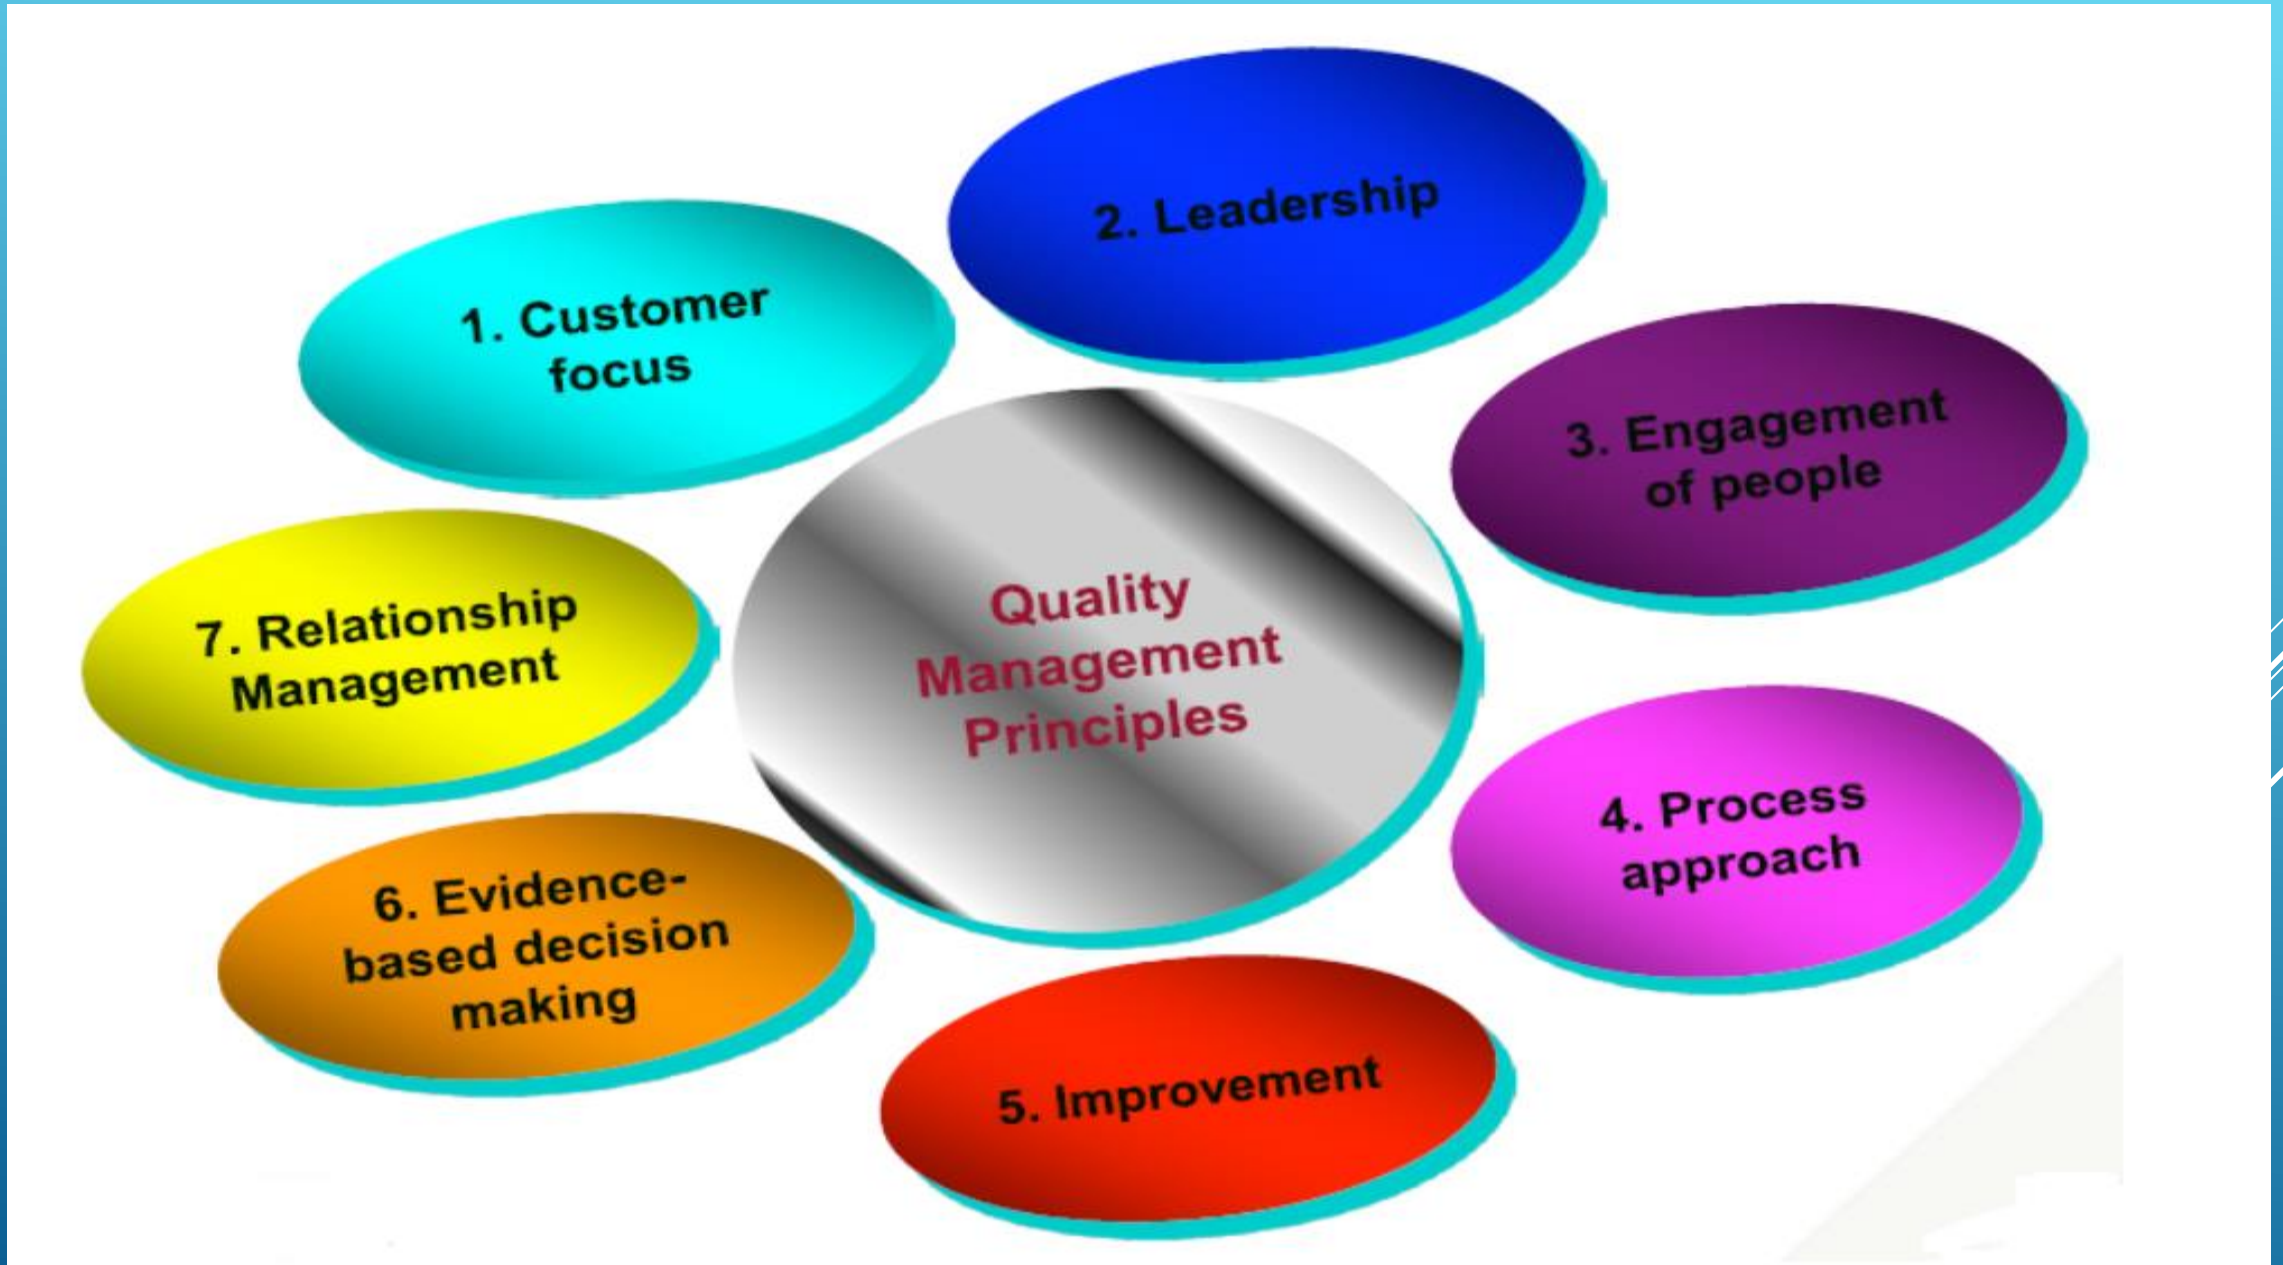 Quality
Management
Principles
1. Customer
focus
2. Leadership
3. Engagement
of people
4. Process
approach
5. Improvement
6. Evidence-
based decision
making
7. Relationship
Management